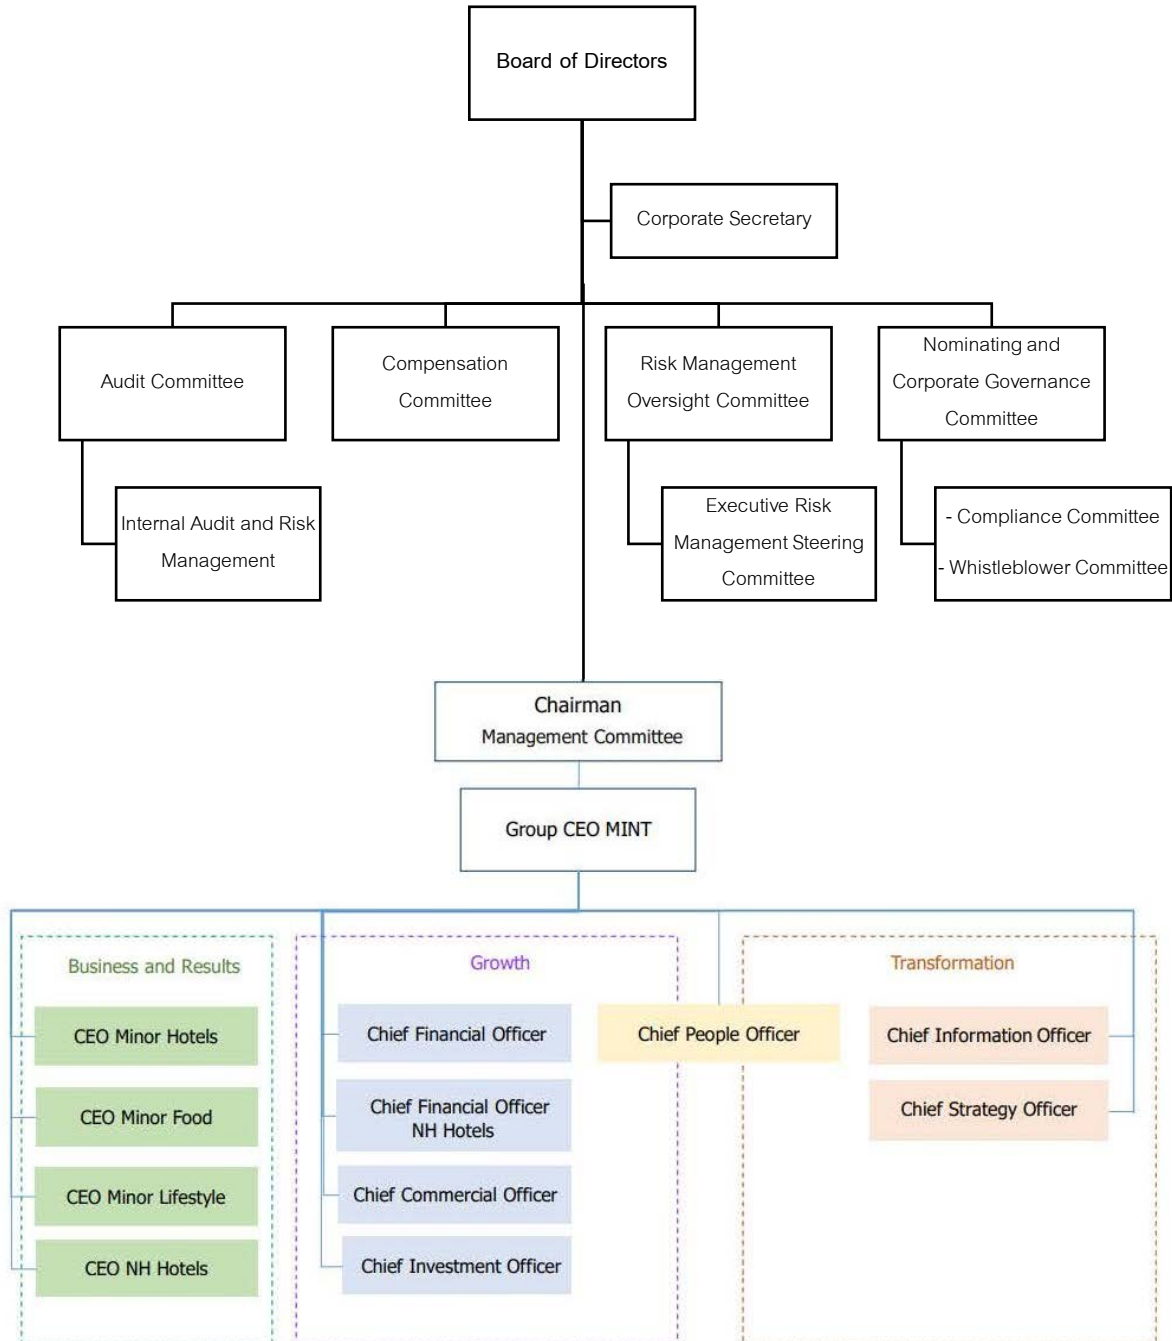 Board of Directors
Corporate Secretary
Audit Committee
Compensation
Committee
Risk Management
Oversight Committee
Nominating and
Corporate Governance
Committee
Internal Audit and Risk
Management
Executive Risk
Management Steering
Committee
- Compliance Committee
- Whistleblower Committee
Chairman
Management Committee
Group CEO MINT
Business and Results
CEO Minor Hotels
CEO Minor Food
CEO Minor Lifestyle
CEO NH Hotels
Growth
Chief Financial Officer
Chief Financial Officer
NH Hotels
Chief Commercial Officer
Chief Investment Officer
Chief People Officer
Transformation
Chief Information Officer
Chief Strategy Officer